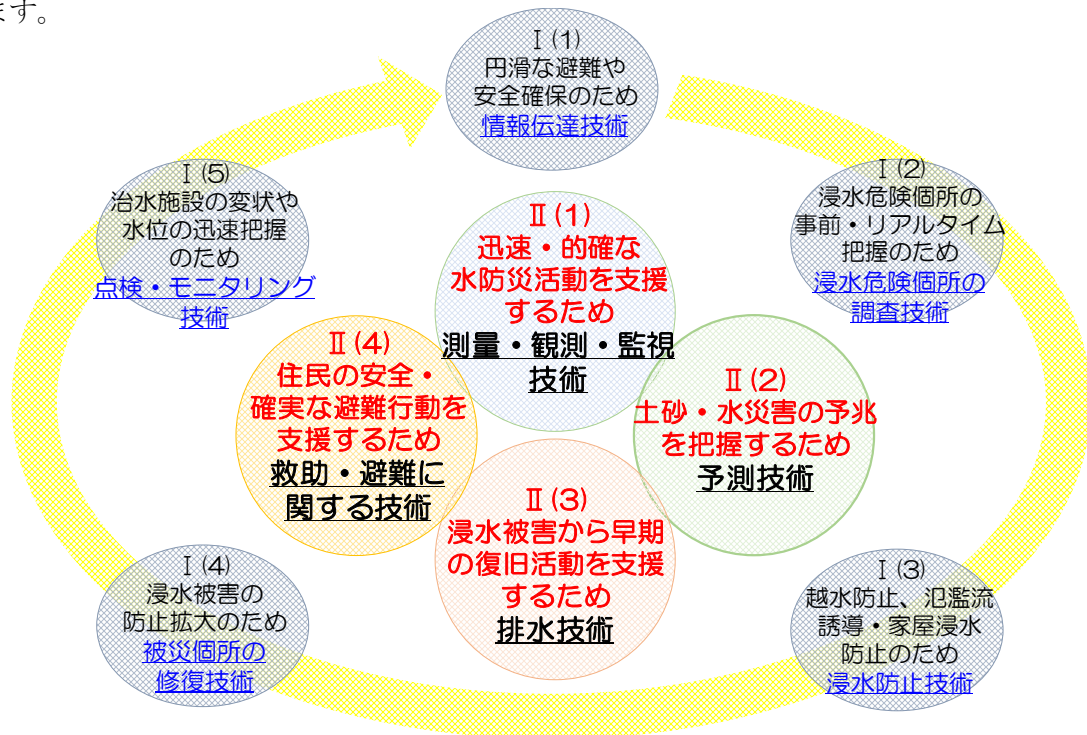 ます。
Ⅰ(1)
円滑な避難や
安全確保のため
情報伝達技術
Ⅰ(2)
浸水危険個所の
事前・リアルタイム
把握のため
浸水危険個所の
調査技術
Ⅰ(3)
越水防止、氾濫流
誘導・家屋浸水
防止のため
浸水防止技術
Ⅰ(4)
浸水被害の
防止拡大のため
被災個所の
修復技術
Ⅰ(5)
治水施設の変状や
水位の迅速把握
のため
点検・モニタリング
技術
Ⅱ(1)
迅速・的確な
水防災活動を支援
するため
測量・観測・監視
技術
Ⅱ(2)
土砂・水災害の予兆
を把握するため
予測技術
Ⅱ(3)
浸水被害から早期
の復旧活動を支援
するため
排水技術
Ⅱ(4)
住民の安全・
確実な避難行動を
支援するため
救助・避難に
関する技術